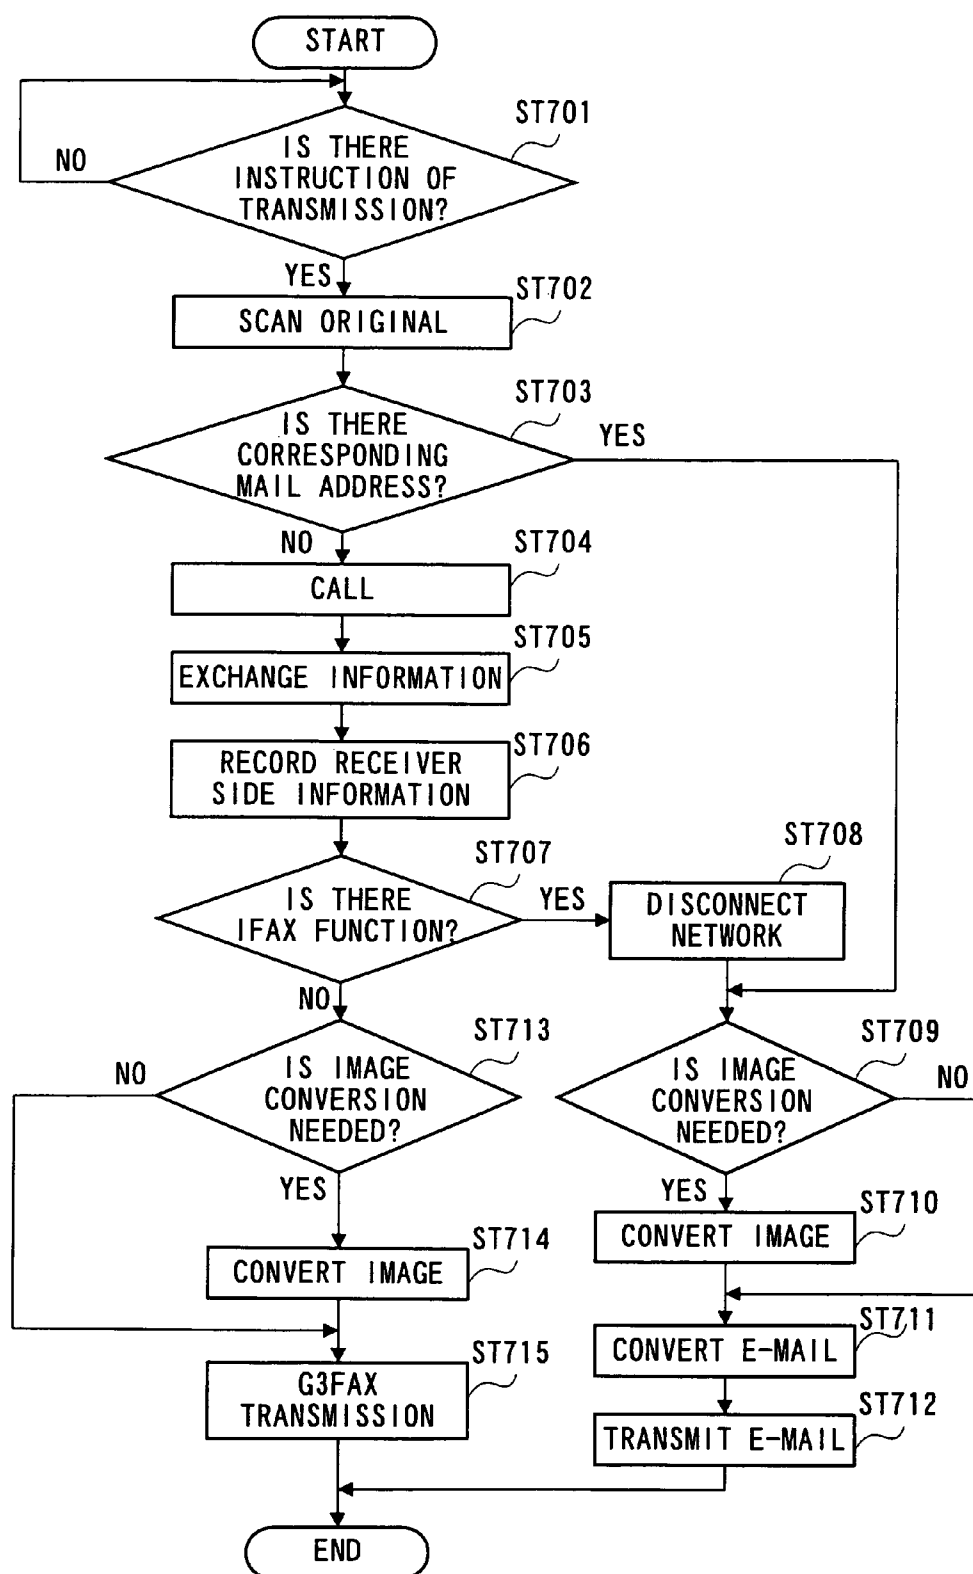 START
ST701
IS THERE
INSTRUCTION OF
TRANSMISSION?
NO
YES
ST702
SCAN ORIGINAL
ST703
IS THERE
CORRESPONDING
MAIL ADDRESS?
YES
NO
ST704
CALL
ST705
EXCHANGE INFORMATION
ST706
RECORD RECEIVER
SIDE INFORMATION
ST707
IS THERE
IFAX FUNCTION?
YES
ST708
DISCONNECT
NETWORK
NO
ST713
IS IMAGE
CONVERSION
NEEDED?
NO
YES
ST709
IS IMAGE
CONVERSION
NEEDED?
NO
YES
ST714
CONVERT IMAGE
ST710
CONVERT IMAGE
ST715
G3FAX
TRANSMISSION
ST711
CONVERT E-MAIL
ST712
TRANSMIT E-MAIL
END